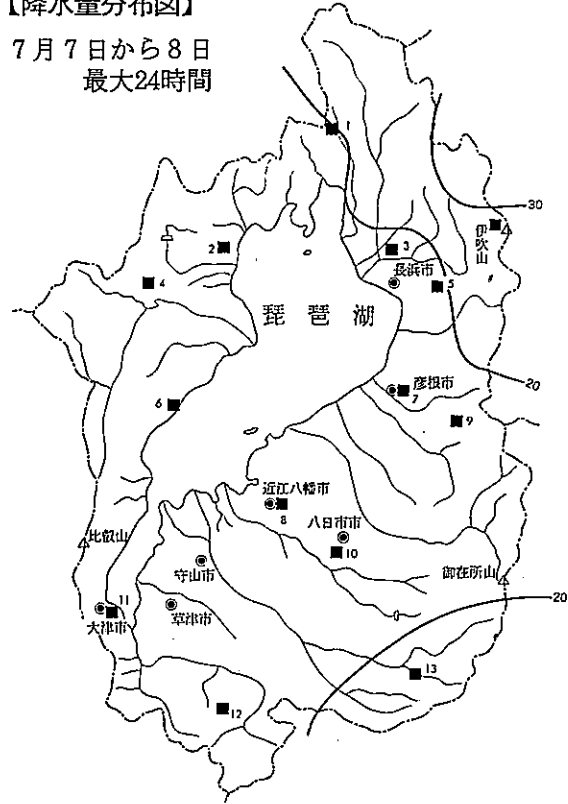 【降水量分布図】
7月7日から8日
最大24時間
1
30
伊吹山
2
3
長浜市
4
5
琵琶湖
20
彦根市
7
6
9
近江八幡市
8
八日市市
10
比叡山
守山市
御在所山
11
大津市
草津市
20
13
12